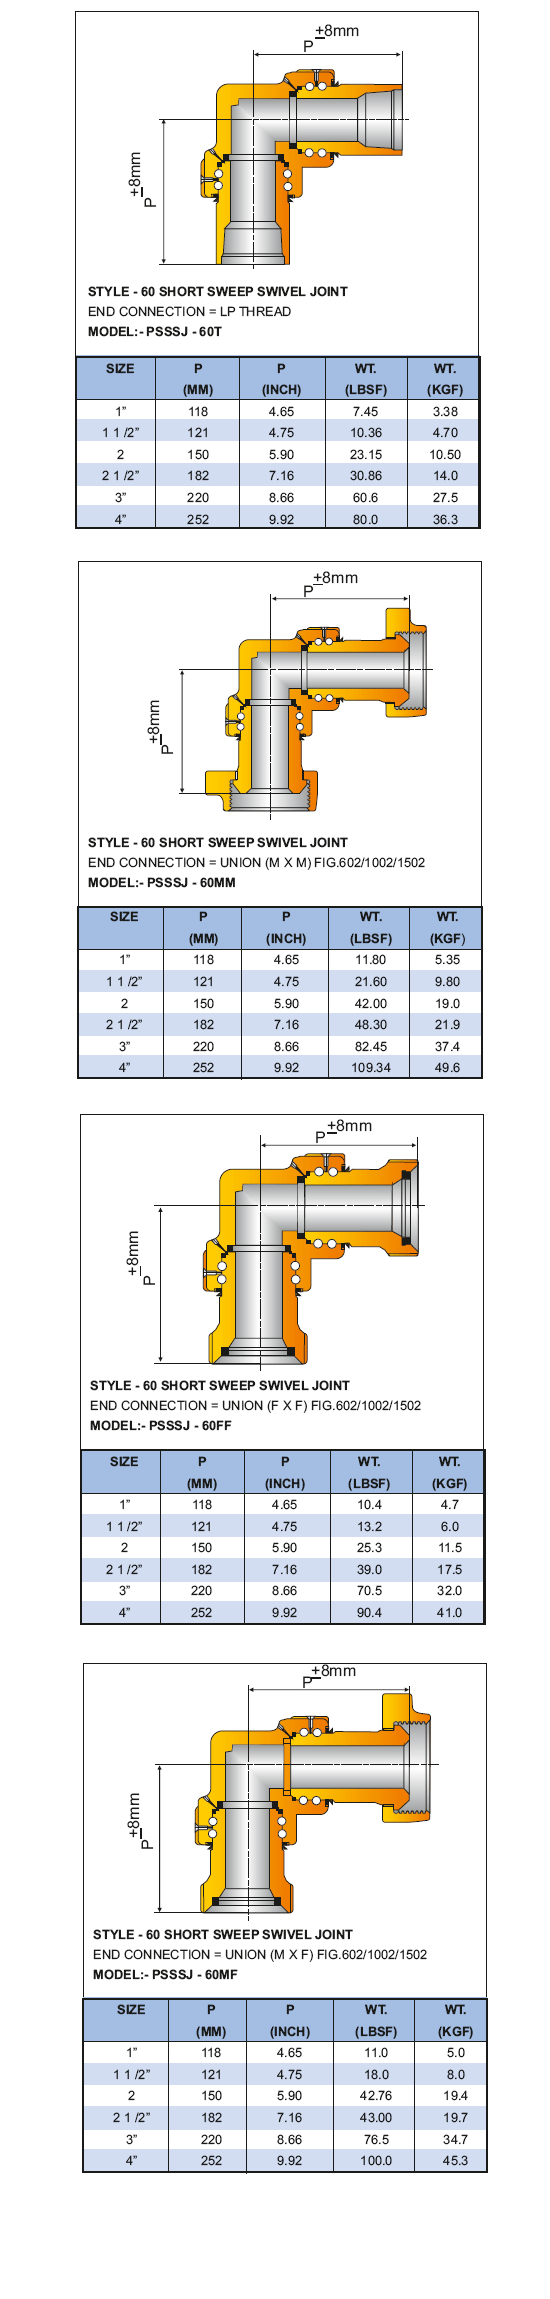 P ±8mm
P ±8mm
STYLE - 60 SHORT SWEEP SWIVEL JOINT
END CONNECTION = LP THREAD
MODEL:- PSSSJ - 60T
SIZE P P WT. WT.
(MM) (INCH) (LBSF) (KGF)
1” 118 4.65 7.45 3.38
1 1 /2” 121 4.75 10.36 4.70
2 150 5.90 23.15 10.50
2 1 /2” 182 7.16 30.86 14.0
3” 220 8.66 60.6 27.5
4” 252 9.92 80.0 36.3
P ±8mm
P ±8mm
STYLE - 60 SHORT SWEEP SWIVEL JOINT
END CONNECTION = UNION (M X M) FIG.602/1002/1502
MODEL:- PSSSJ - 60MM
SIZE P P WT. WT.
(MM) (INCH) (LBSF) (KGF)
1” 118 4.65 11.80 5.35
1 1 /2” 121 4.75 21.60 9.80
2 150 5.90 42.00 19.0
2 1 /2” 182 7.16 48.30 21.9
3” 220 8.66 82.45 37.4
4” 252 9.92 109.34 49.6
P ±8mm
P ±8mm
STYLE - 60 SHORT SWEEP SWIVEL JOINT
END CONNECTION = UNION (F X F) FIG.602/1002/1502
MODEL:- PSSSJ - 60FF
SIZE P P WT. WT.
(MM) (INCH) (LBSF) (KGF)
1” 118 4.65 10.4 4.7
1 1 /2” 121 4.75 13.2 6.0
2 150 5.90 25.3 11.5
2 1 /2” 182 7.16 39.0 17.5
3” 220 8.66 70.5 32.0
4” 252 9.92 90.4 41.0
P ±8mm
P ±8mm
STYLE - 60 SHORT SWEEP SWIVEL JOINT
END CONNECTION = UNION (M X F) FIG.602/1002/1502
MODEL:- PSSSJ - 60MF
SIZE P P WT. WT.
(MM) (INCH) (LBSF) (KGF)
1” 118 4.65 11.0 5.0
1 1 /2” 121 4.75 18.0 8.0
2 150 5.90 42.76 19.4
2 1 /2” 182 7.16 43.00 19.7
3” 220 8.66 76.5 34.7
4” 252 9.92 100.0 45.3